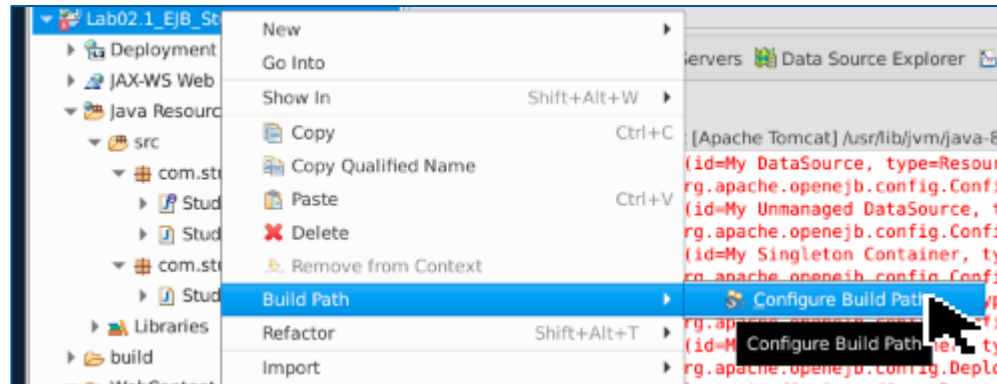 Lab02.1_EJB_St
Deployment
JAX-WS Web
Java Resourc
src
com.stu
Stud
Stud
com.stu
Stud
Libraries
build
New
Go Into
Show In Shift+Alt+W
Copy Ctrl+C
Copy Qualified Name
Paste Ctrl+V
Delete
Remove from Context
Build Path
Refactor Shift+Alt+T
Import
Configure Build Path
Configure Build Path
Servers Data Source Explorer
[Apache Tomcat] /usr/lib/jvm/java-8
(id=My DataSource, type=Resour
rg.apache.openejb.config.Confi
(id=My Unmanaged DataSource, t
rg.apache.openejb.config.Confi
(id=My Singleton Container, ty
rg.apache.openejb.config.Confi
rg.apache.openejb.config.Deplo